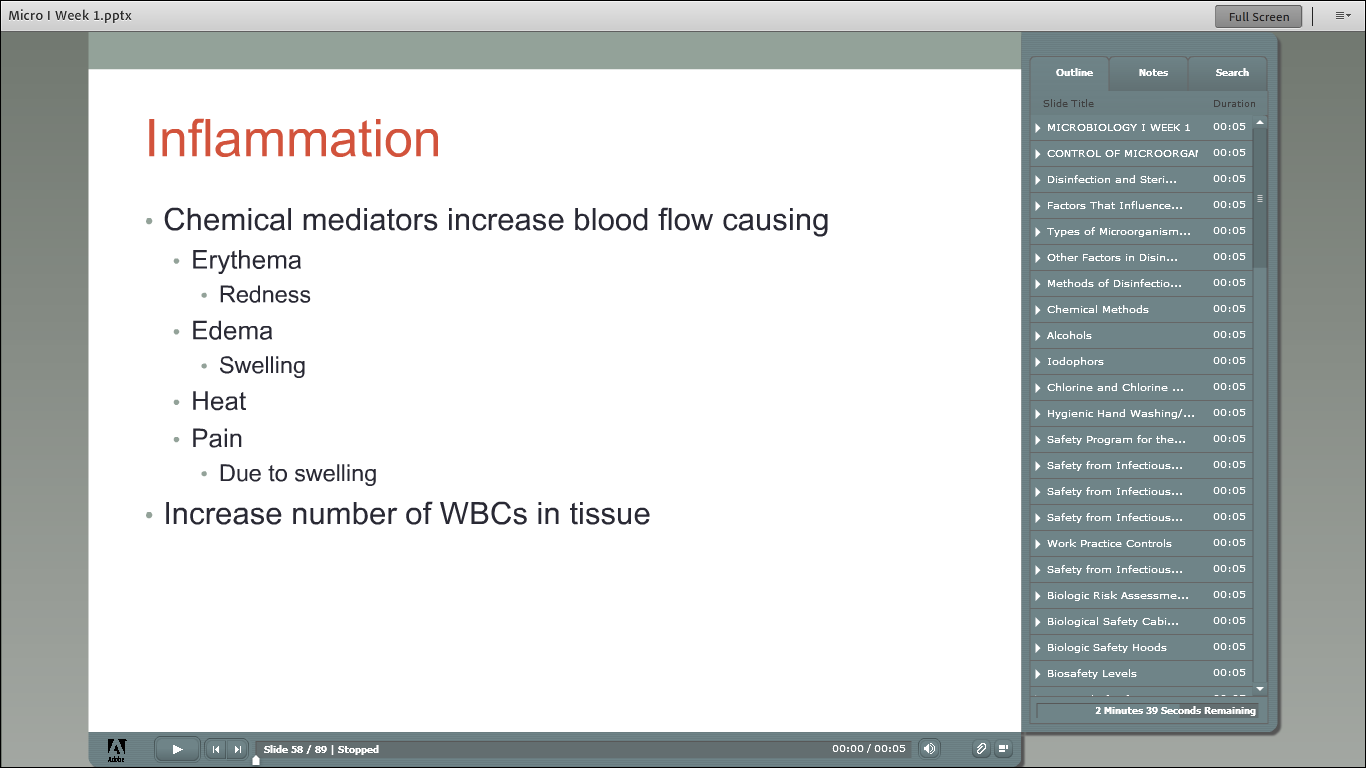 Micro I Week 1.pptx
Full Screen
Inflammation
• Chemical mediators increase blood flow causing
• Erythema
• Redness
• Edema
• Swelling
• Heat
• Pain
• Due to swelling
• Increase number of WBCs in tissue
Outline Notes Search
Slide Title Duration
MICROBIOLOGY I WEEK 1 00:05
CONTROL OF MICROORGAN 00:05
Disinfection and Steri... 00:05
Factors That Influence... 00:05
Types of Microorganism... 00:05
Other Factors in Disin... 00:05
Methods of Disinfectio... 00:05
Chemical Methods 00:05
Alcohols 00:05
Iodophors 00:05
Chlorine and Chlorine ... 00:05
Hygienic Hand Washing/... 00:05
Safety Program for the... 00:05
Safety from Infectious... 00:05
Safety from Infectious... 00:05
Safety from Infectious... 00:05
Work Practice Controls 00:05
Safety from Infectious... 00:05
Biologic Risk Assessme... 00:05
Biological Safety Cabi... 00:05
Biologic Safety Hoods 00:05
Biosafety Levels 00:05
2 Minutes 39 Seconds Remaining
Adobe
Slide 58 / 89 | Stopped
00:00 / 00:05